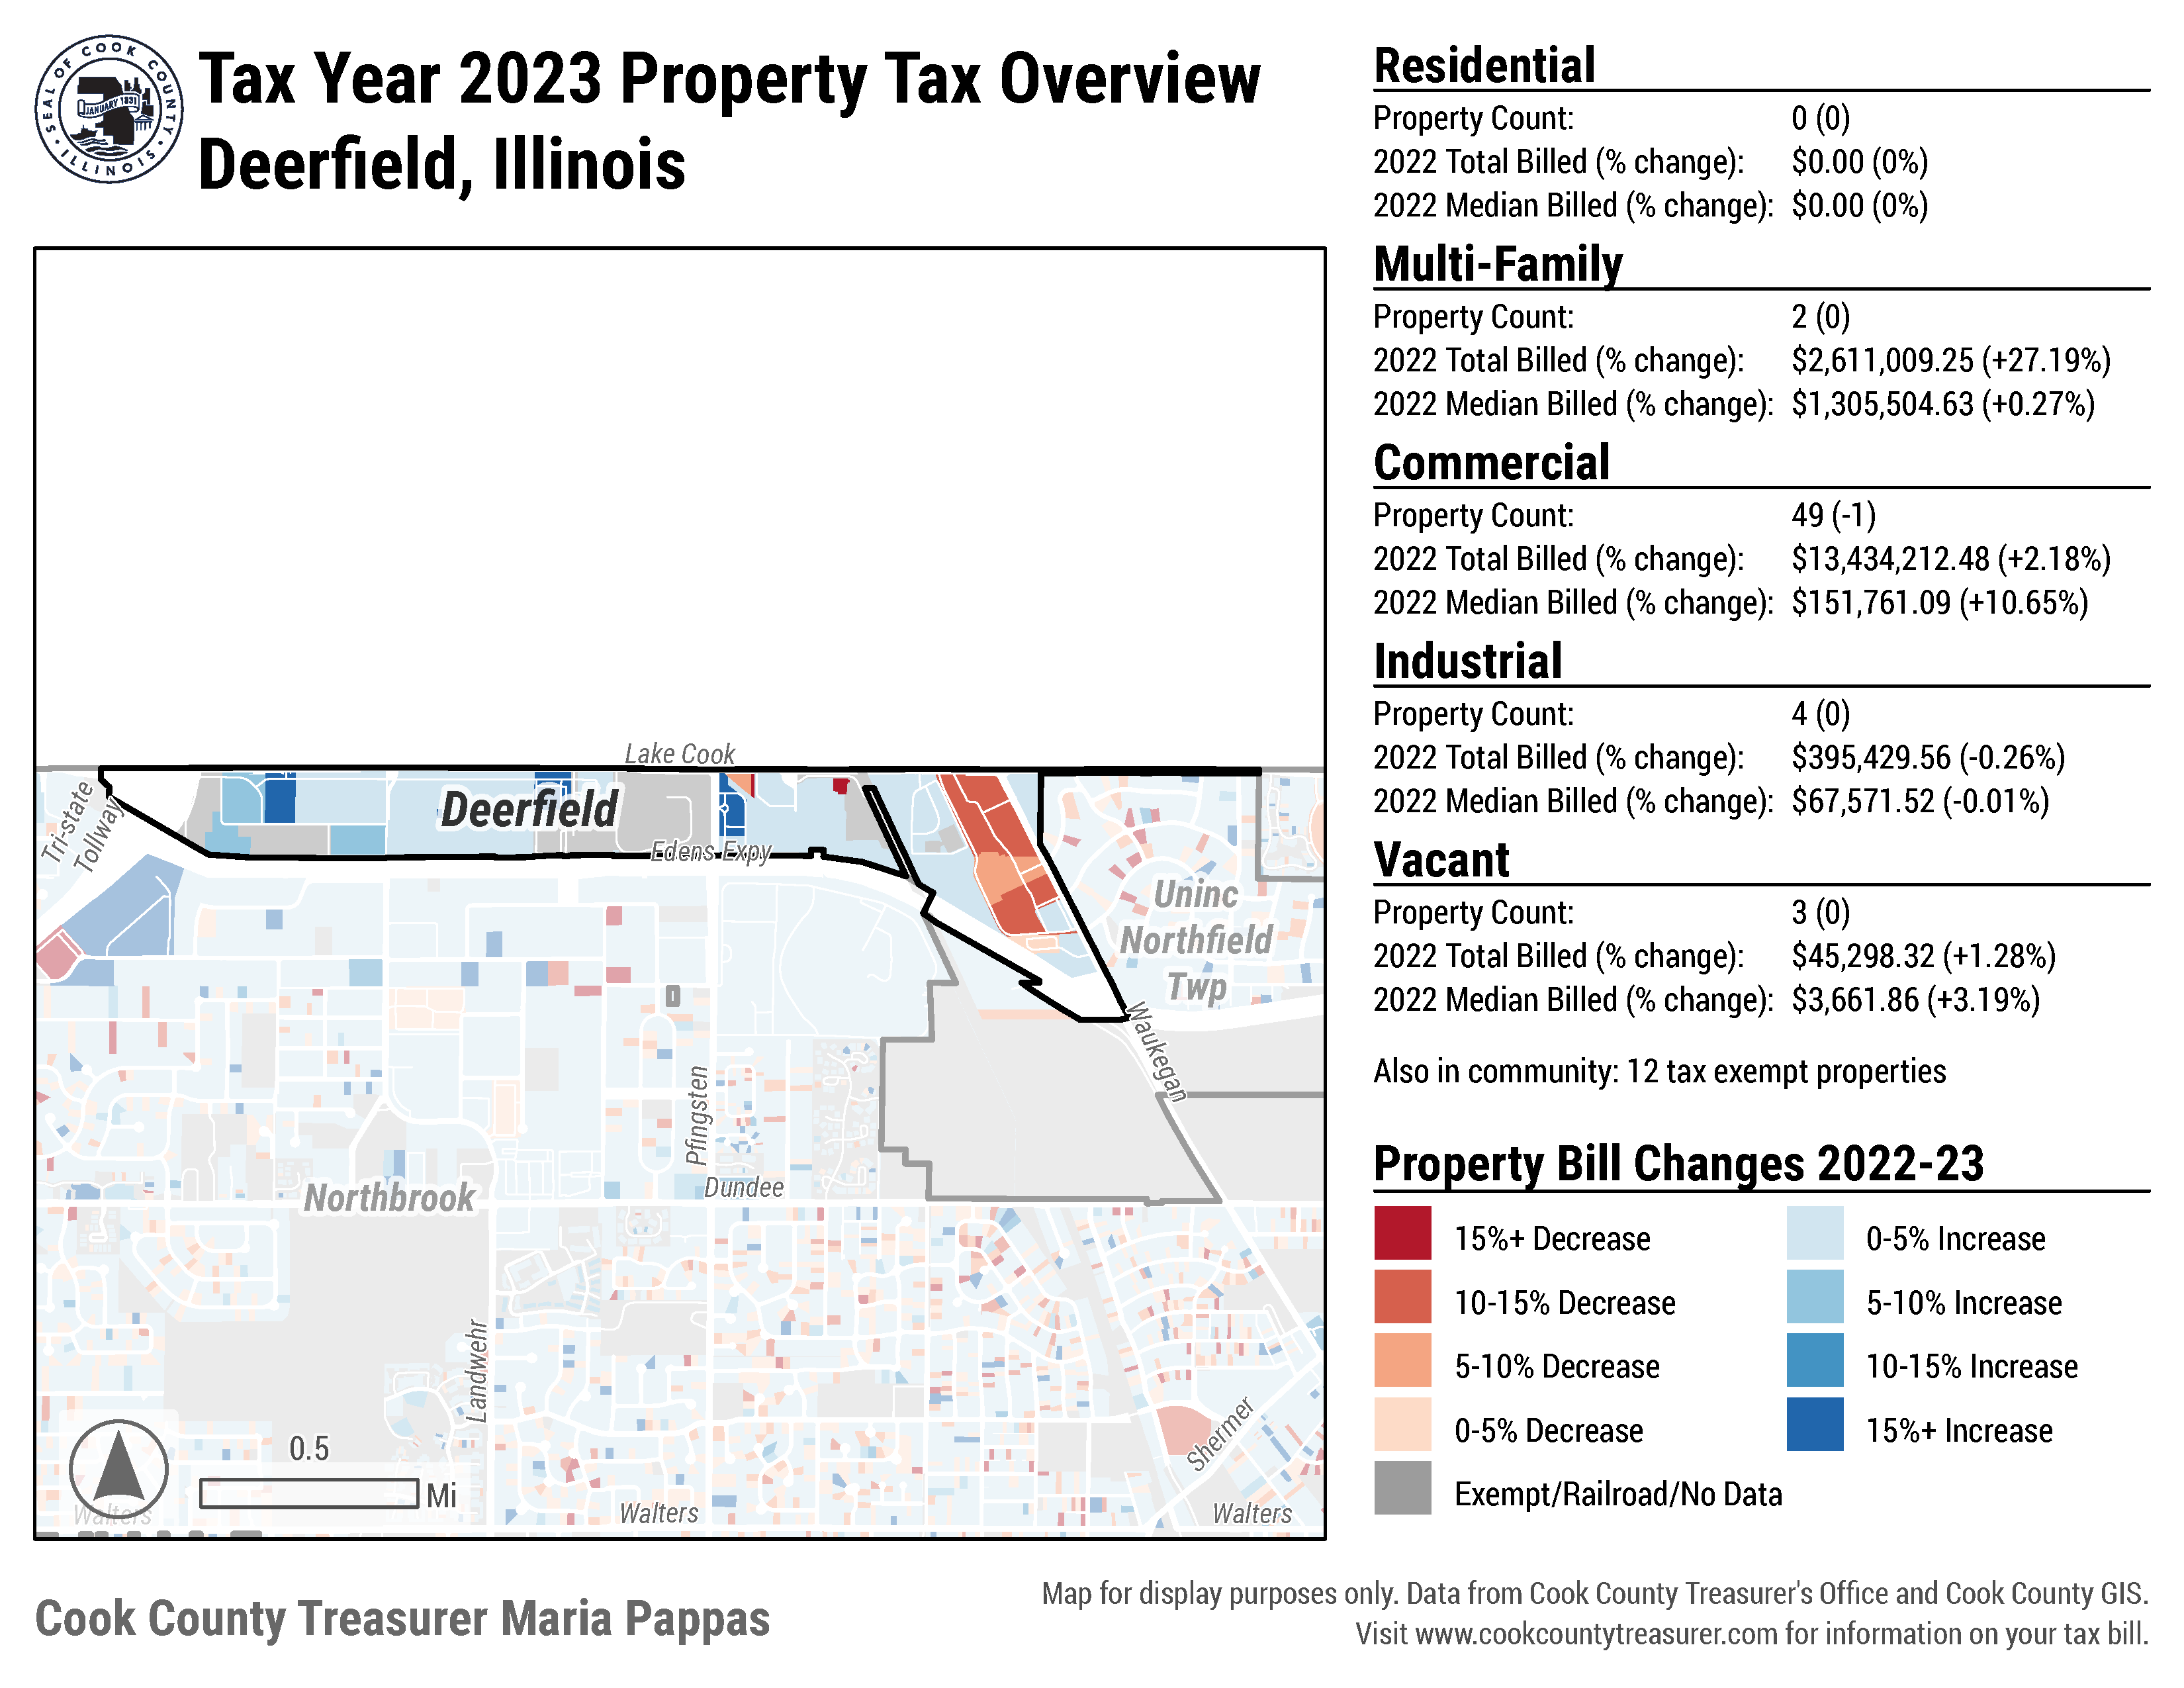 SEAL OF COOK COUNTY
JANUARY 1831
ILLINOIS
Tax Year 2023 Property Tax Overview
Deerfield, Illinois
Lake Cook
Tri-state
Tollway
Deerfield
Edens Expy
Uninc
Northfield
Twp
Waukegan
Pfingsten
Dundee
Northbrook
Landwehr
Shermer
0.5
Mi
Walters
Walters
Walters
Residential
Property Count: 0 (0)
2022 Total Billed (% change): $0.00 (0%)
2022 Median Billed (% change): $0.00 (0%)
Multi-Family
Property Count: 2 (0)
2022 Total Billed (% change): $2,611,009.25 (+27.19%)
2022 Median Billed (% change): $1,305,504.63 (+0.27%)
Commercial
Property Count: 49 (-1)
2022 Total Billed (% change): $13,434,212.48 (+2.18%)
2022 Median Billed (% change): $151,761.09 (+10.65%)
Industrial
Property Count: 4 (0)
2022 Total Billed (% change): $395,429.56 (-0.26%)
2022 Median Billed (% change): $67,571.52 (-0.01%)
Vacant
Property Count: 3 (0)
2022 Total Billed (% change): $45,298.32 (+1.28%)
2022 Median Billed (% change): $3,661.86 (+3.19%)
Also in community: 12 tax exempt properties
Property Bill Changes 2022-23
15%+ Decrease
10-15% Decrease
5-10% Decrease
0-5% Decrease
Exempt/Railroad/No Data
0-5% Increase
5-10% Increase
10-15% Increase
15%+ Increase
Cook County Treasurer Maria Pappas
Map for display purposes only. Data from Cook County Treasurer's Office and Cook County GIS.
Visit www.cookcountytreasurer.com for information on your tax bill.